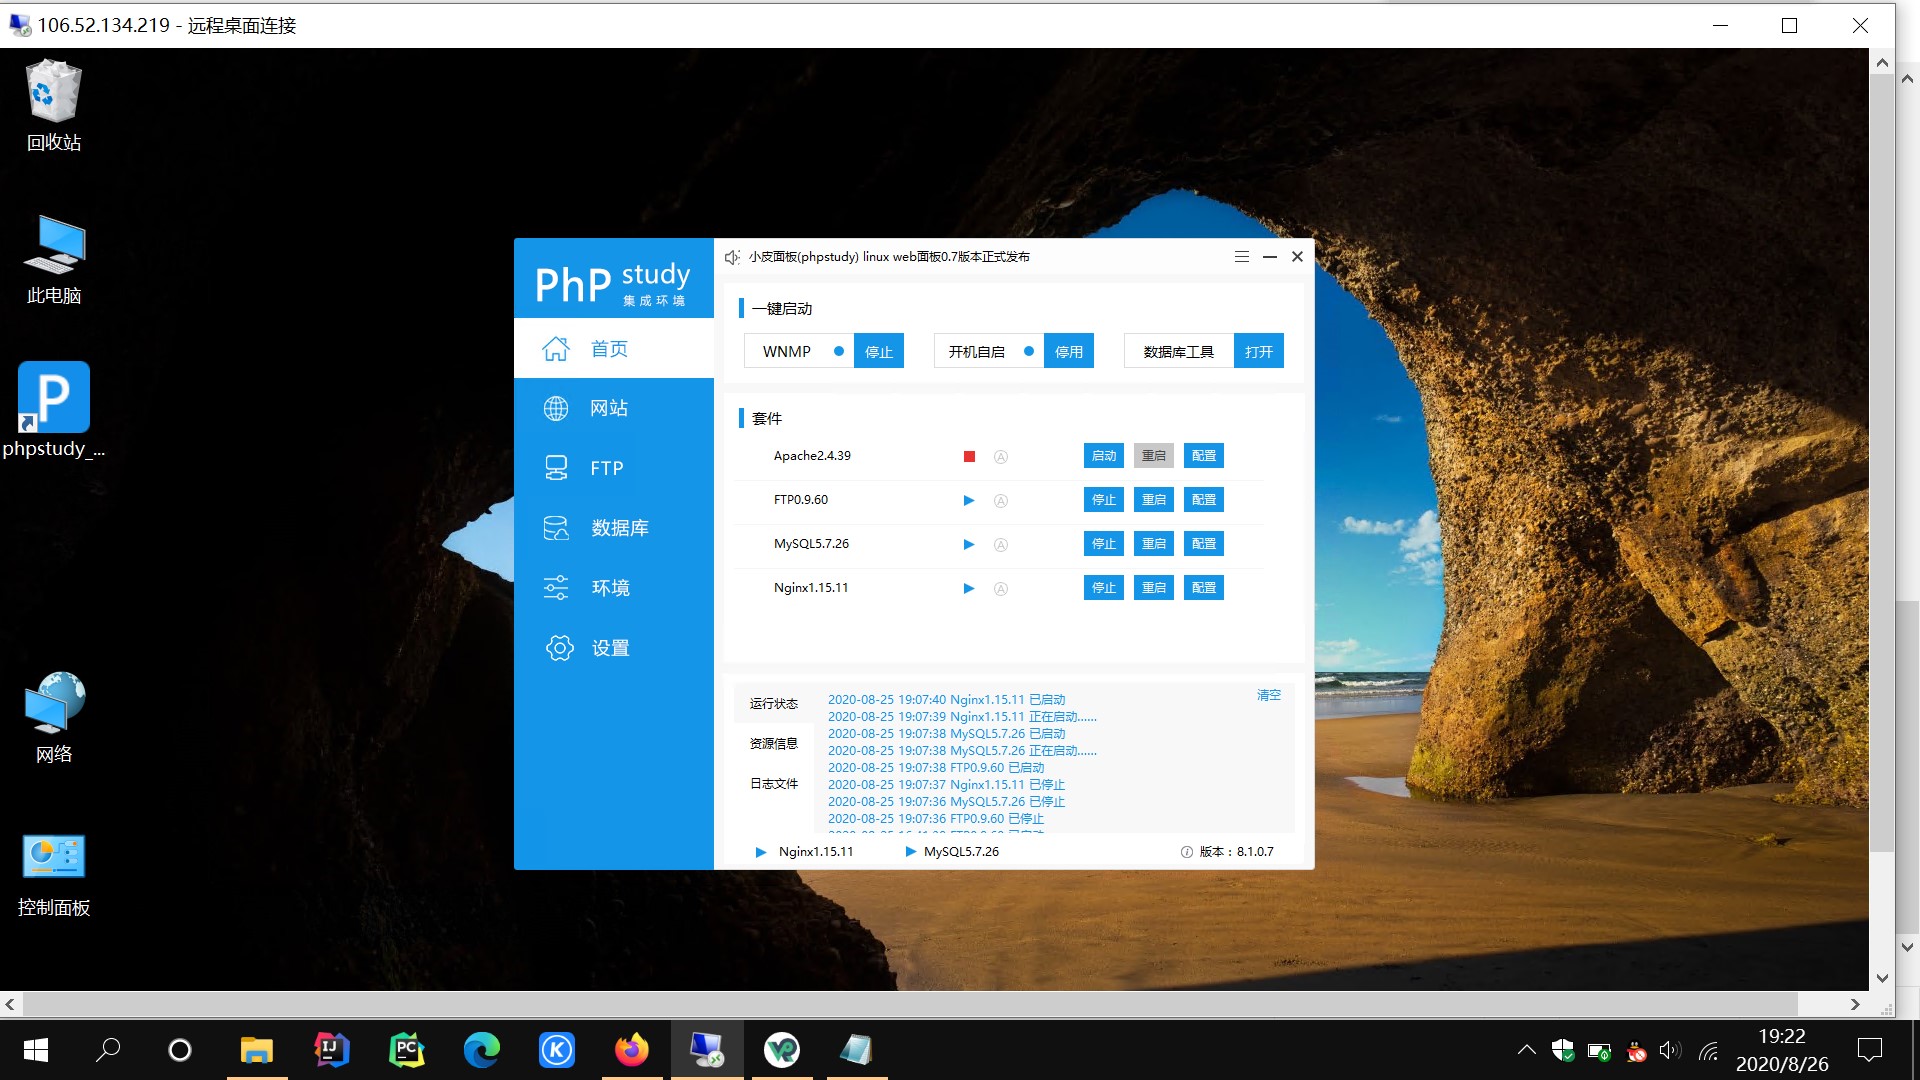 106.52.134.219 - 远程桌面连接
回收站
此电脑
phpstudy_...
网络
控制面板
PhP study
集成环境
首页
网站
FTP
数据库
环境
设置
小皮面板(phpstudy) linux web面板0.7版本正式发布
一键启动
WNMP 停止 开机自启 停用 数据库工具 打开
套件
Apache2.4.39 启动 重启 配置
FTP0.9.60 停止 重启 配置
MySQL5.7.26 停止 重启 配置
Nginx1.15.11 停止 重启 配置
运行状态
资源信息
日志文件
清空
2020-08-25 19:07:40 Nginx1.15.11 已启动
2020-08-25 19:07:39 Nginx1.15.11 正在启动......
2020-08-25 19:07:38 MySQL5.7.26 已启动
2020-08-25 19:07:38 MySQL5.7.26 正在启动......
2020-08-25 19:07:38 FTP0.9.60 已启动
2020-08-25 19:07:37 Nginx1.15.11 已停止
2020-08-25 19:07:36 MySQL5.7.26 已停止
2020-08-25 19:07:36 FTP0.9.60 已停止
Nginx1.15.11 MySQL5.7.26 版本：8.1.0.7
19:22
2020/8/26